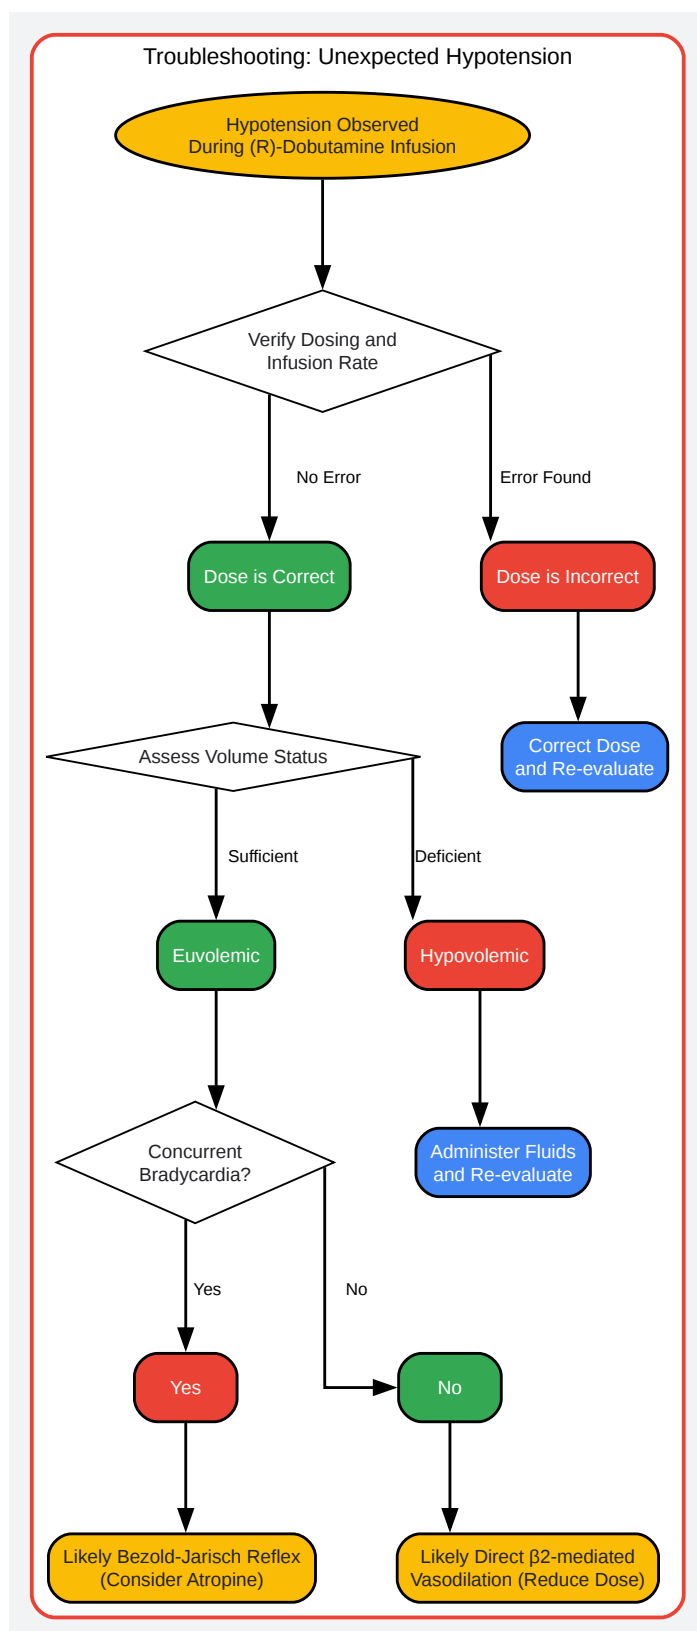 Troubleshooting: Unexpected Hypotension
Hypotension Observed
During (R)-Dobutamine Infusion
Verify Dosing and
Infusion Rate
No Error
Error Found
Dose is Correct
Dose is Incorrect
Correct Dose
and Re-evaluate
Assess Volume Status
Sufficient
Deficient
Euvolemic
Hypovolemic
Administer Fluids
and Re-evaluate
Concurrent
Bradycardia?
Yes
No
Yes
No
Likely Bezold-Jarisch Reflex
(Consider Atropine)
Likely Direct β2-mediated
Vasodilation (Reduce Dose)